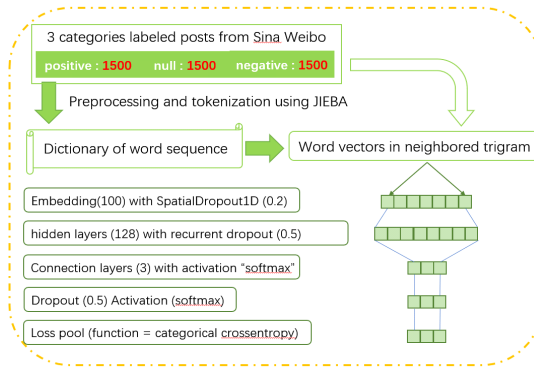 3 categories labeled posts from Sina Weibo
positive : 1500 null : 1500 negative : 1500
Preprocessing and tokenization using JIEBA
Dictionary of word sequence
Word vectors in neighbored trigram
Embedding(100) with SpatialDropout1D (0.2)
hidden layers (128) with recurrent dropout (0.5)
Connection layers (3) with activation “softmax”
Dropout (0.5) Activation (softmax)
Loss pool (function = categorical crossentropy)